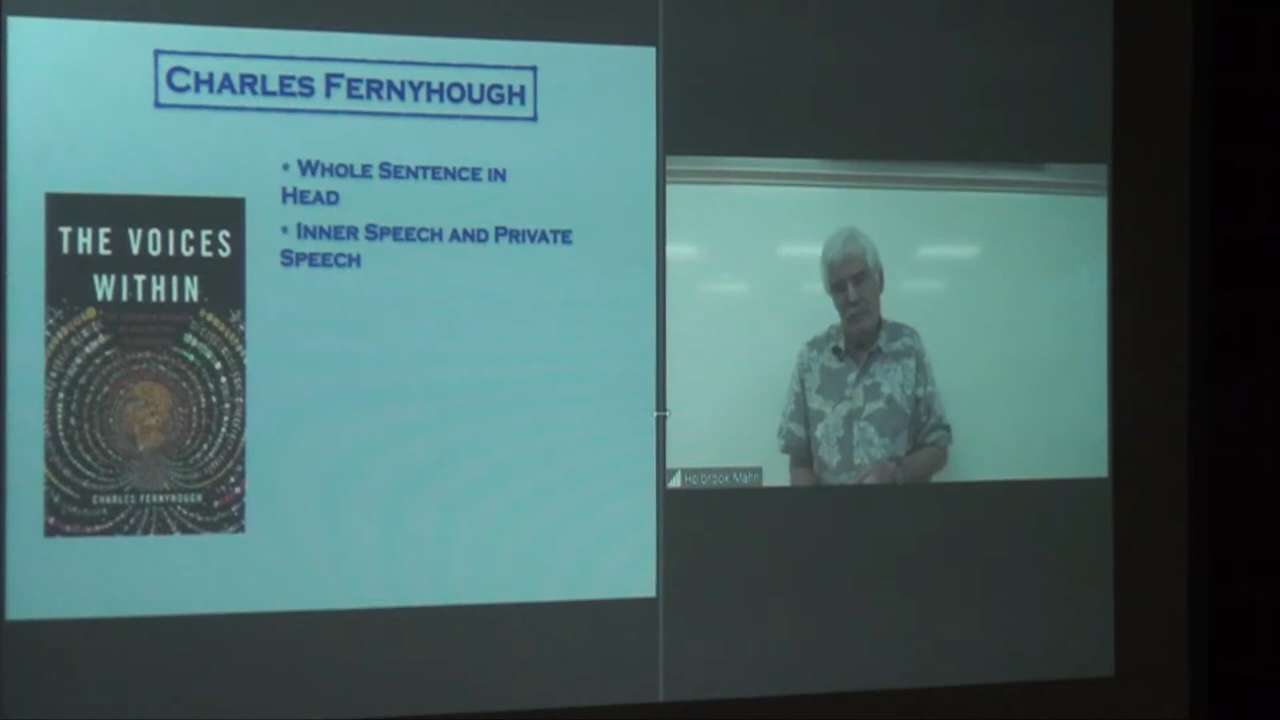 CHARLES FERNYHOUGH
* WHOLE SENTENCE IN
HEAD
* INNER SPEECH AND PRIVATE
SPEECH
THE VOICES
WITHIN
CHARLES FERNYHOUGH
Holbrook Mahn